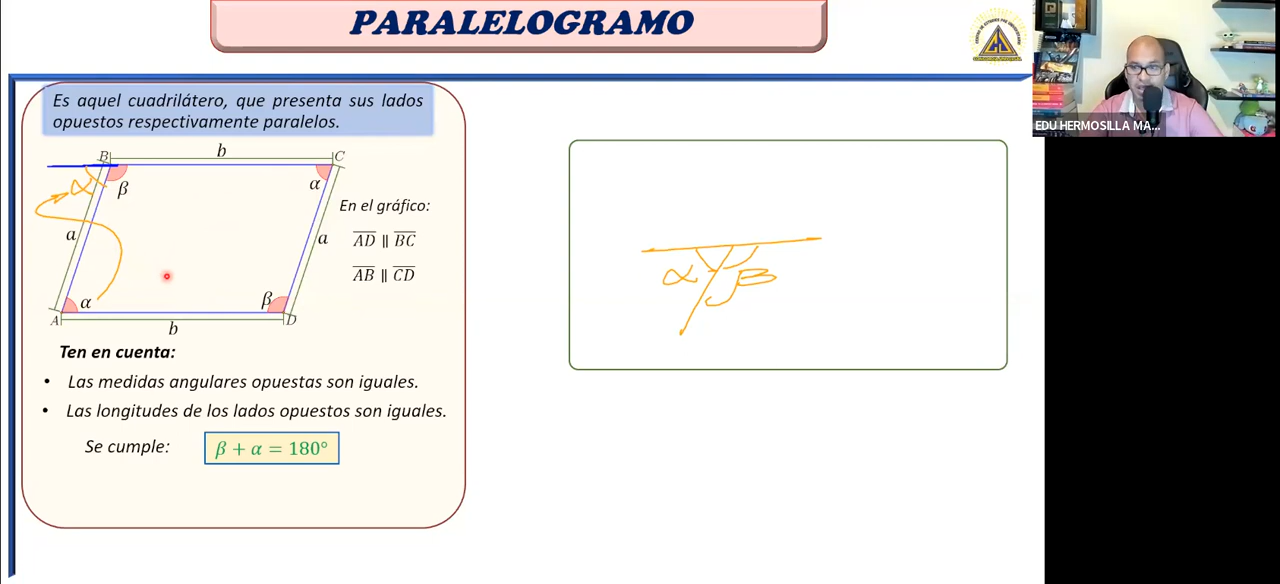 PARALELOGRAMO
Es aquel cuadrilátero, que presenta sus lados
opuestos respectivamente paralelos.
B
b
C
α
β
α
a
a
En el gráfico:
AD ∥ BC
AB ∥ CD
A
α
β
D
b
Ten en cuenta:
• Las medidas angulares opuestas son iguales.
• Las longitudes de los lados opuestos son iguales.
Se cumple:
β + α = 180°
α
β
EDU HERMOSILLA MA...